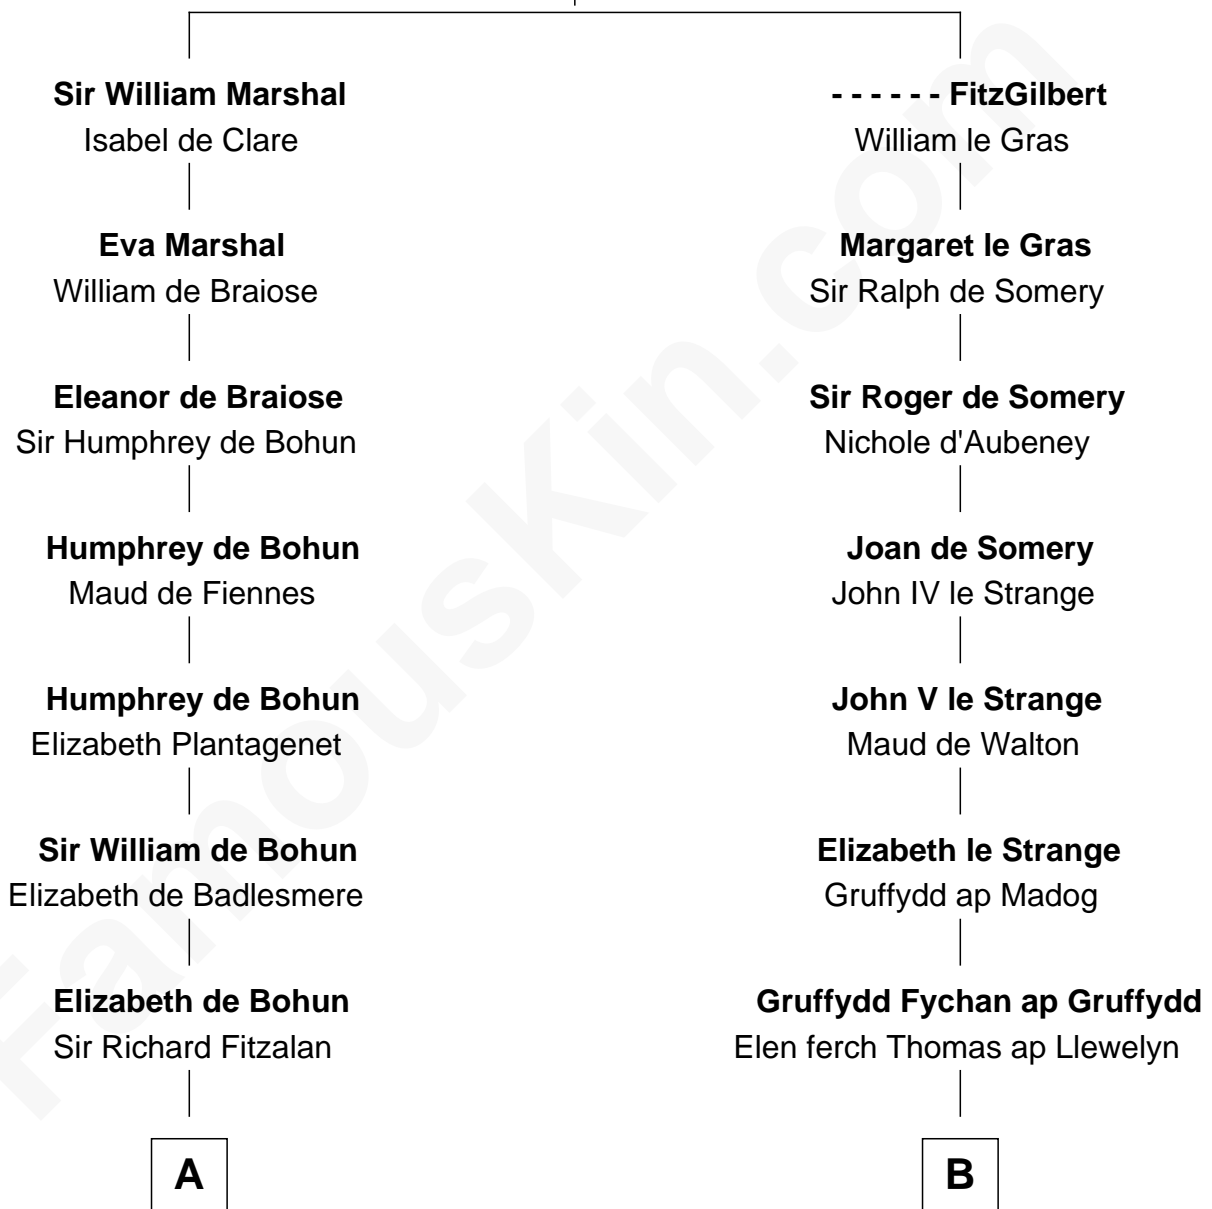 Sir William Marshal
Isabel de Clare
Eva Marshal
William de Braiose
Eleanor de Braiose
Sir Humphrey de Bohun
Humphrey de Bohun
Maud de Fiennes
Humphrey de Bohun
Elizabeth Plantagenet
Sir William de Bohun
Elizabeth de Badlesmere
Elizabeth de Bohun
Sir Richard Fitzalan
A
- - - - - - FitzGilbert
William le Gras
Margaret le Gras
Sir Ralph de Somery
Sir Roger de Somery
Nichole d'Aubeney
Joan de Somery
John IV le Strange
John V le Strange
Maud de Walton
Elizabeth le Strange
Gruffydd ap Madog
Gruffydd Fychan ap Gruffydd
Elen ferch Thomas ap Llewelyn
B
FamousKin.com